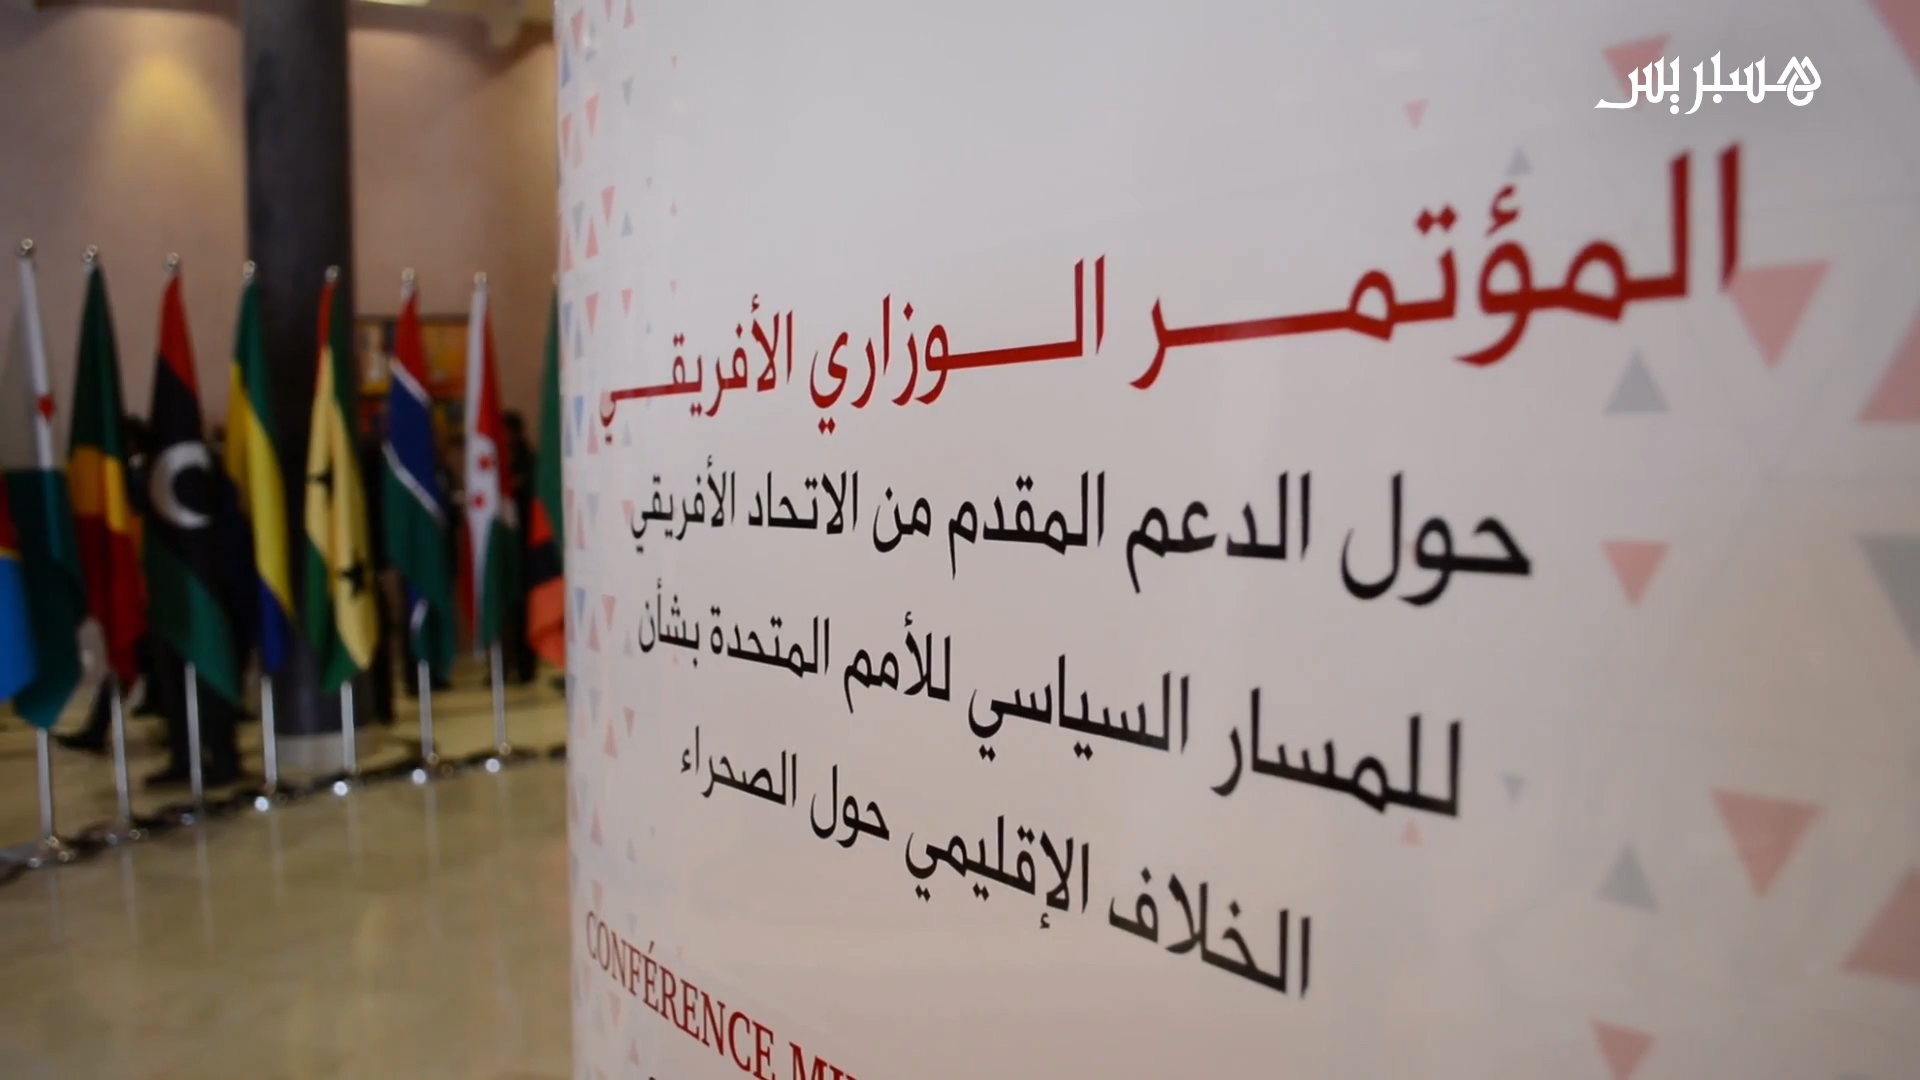 هسبريس
المؤتمر الوزاري الأفريقي
حول الدعم المقدم من الاتحاد الأفريقي
للمسار السياسي للأمم المتحدة بشأن
الخلاف الإقليمي حول الصحراء
CONFÉRENCE